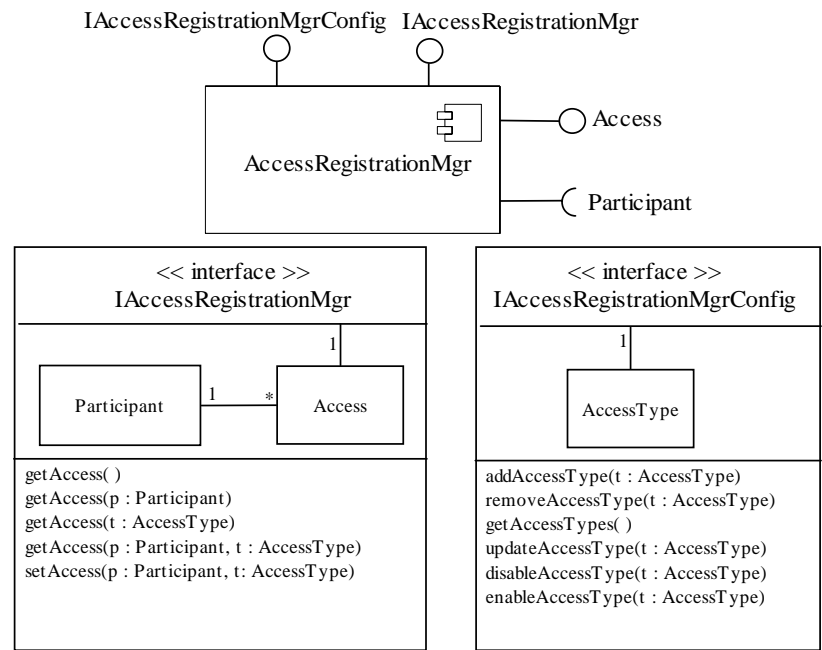 IAccessRegistrationMgrConfig IAccessRegistrationMgr
Access
AccessRegistrationMgr
Participant
<< interface >>
IAccessRegistrationMgr
1
Participant
1
*
Access
getAccess( )
getAccess(p : Participant)
getAccess(t : AccessType)
getAccess(p : Participant, t : AccessType)
setAccess(p : Participant, t: AccessType)
<< interface >>
IAccessRegistrationMgrConfig
1
AccessType
addAccessType(t : AccessType)
removeAccessType(t : AccessType)
getAccessTypes( )
updateAccessType(t : AccessType)
disableAccessType(t : AccessType)
enableAccessType(t : AccessType)